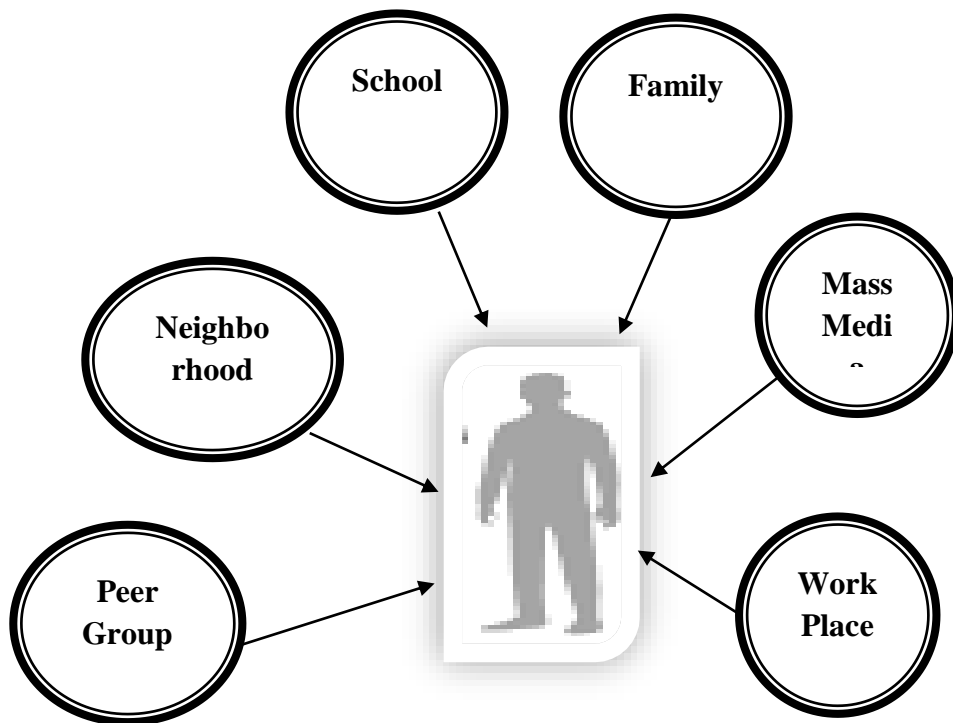 School
Family
Mass
Medi
a
Neighbo
rhood
Peer
Group
Work
Place